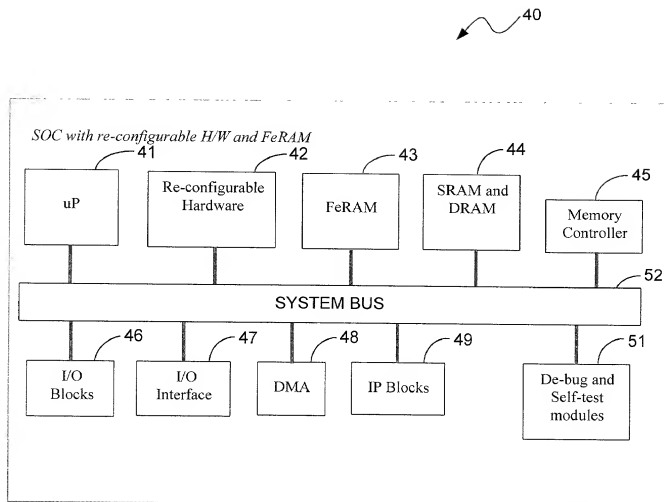 40
SOC with re-configurable H/W and FeRAM
41
42
43
44
45
uP
Re-configurable
Hardware
FeRAM
SRAM and
DRAM
Memory
Controller
52
SYSTEM BUS
46
47
48
49
51
I/O
Blocks
I/O
Interface
DMA
IP Blocks
De-bug and
Self-test
modules